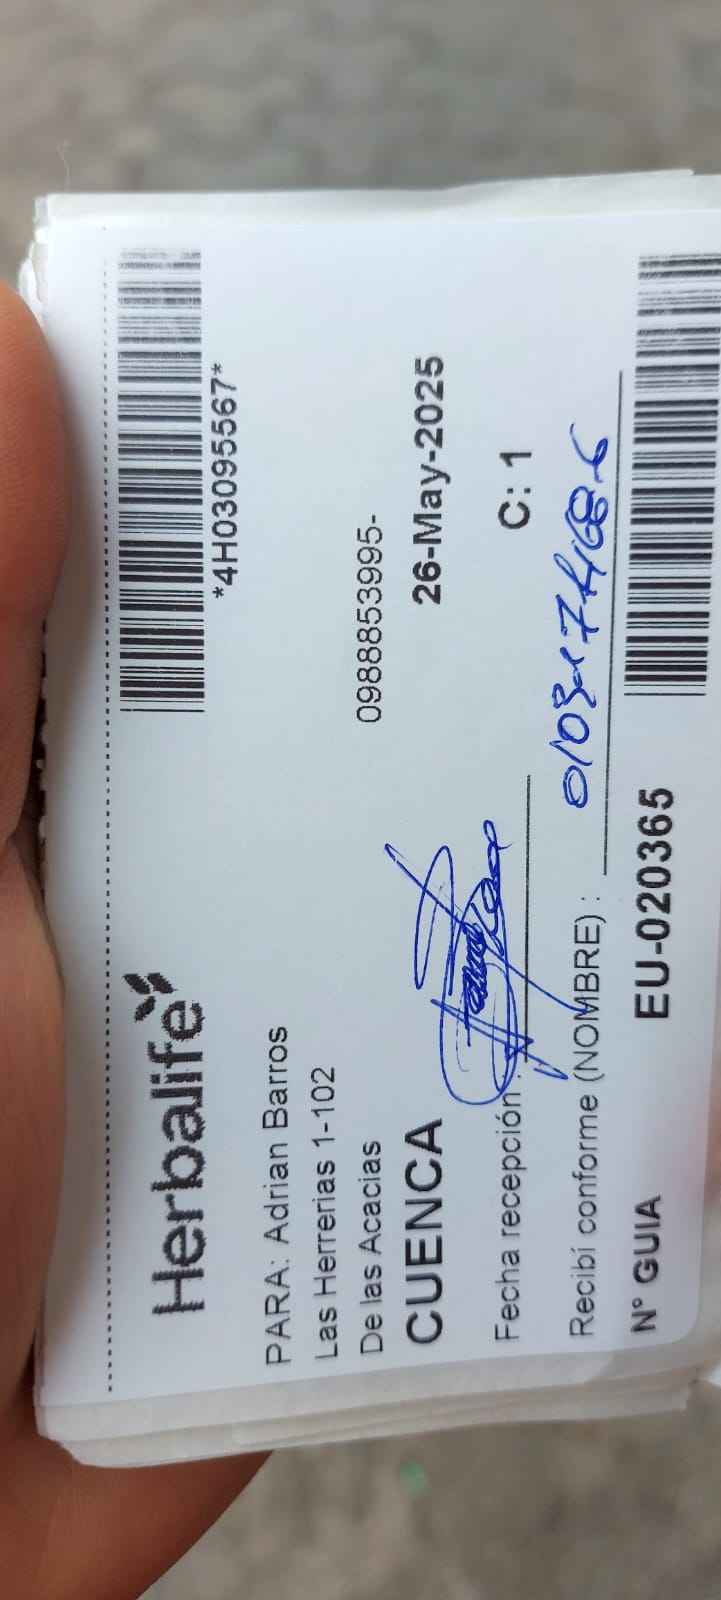 Herbalife
*4H03095567*
PARA: Adrian Barros
Las Herrerias 1-102
De las Acacias
0988853995-
CUENCA
26-May-2025
Fecha recepción :
C: 1
Recibí conforme (NOMBRE) :
N° GUIA
EU-020365